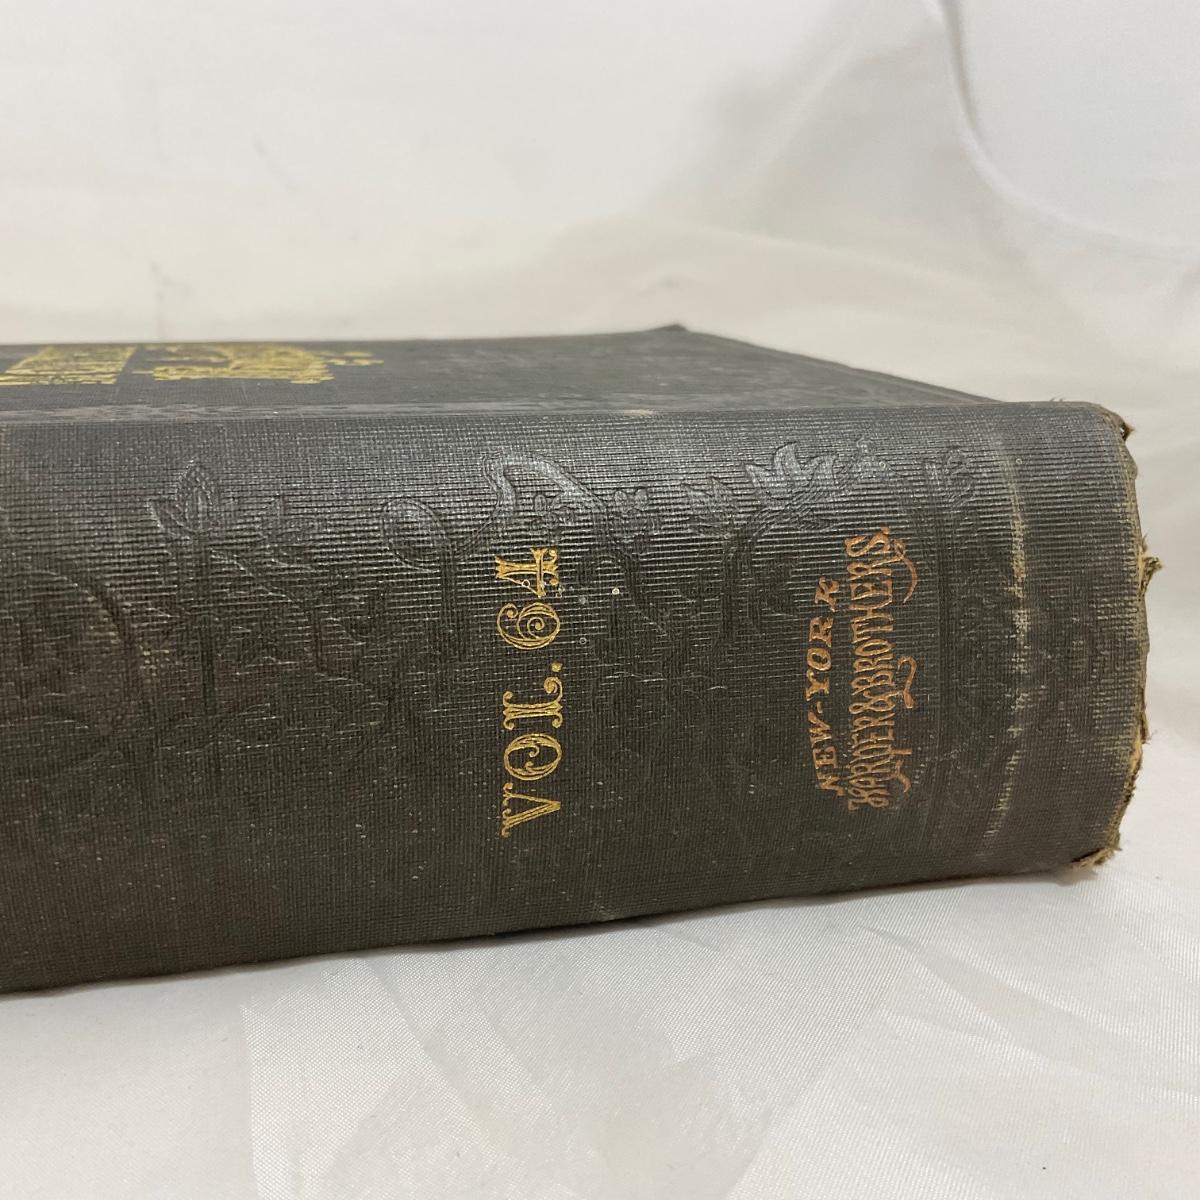 VOL. 64
NEW-YORK
HARPER & BROTHERS.